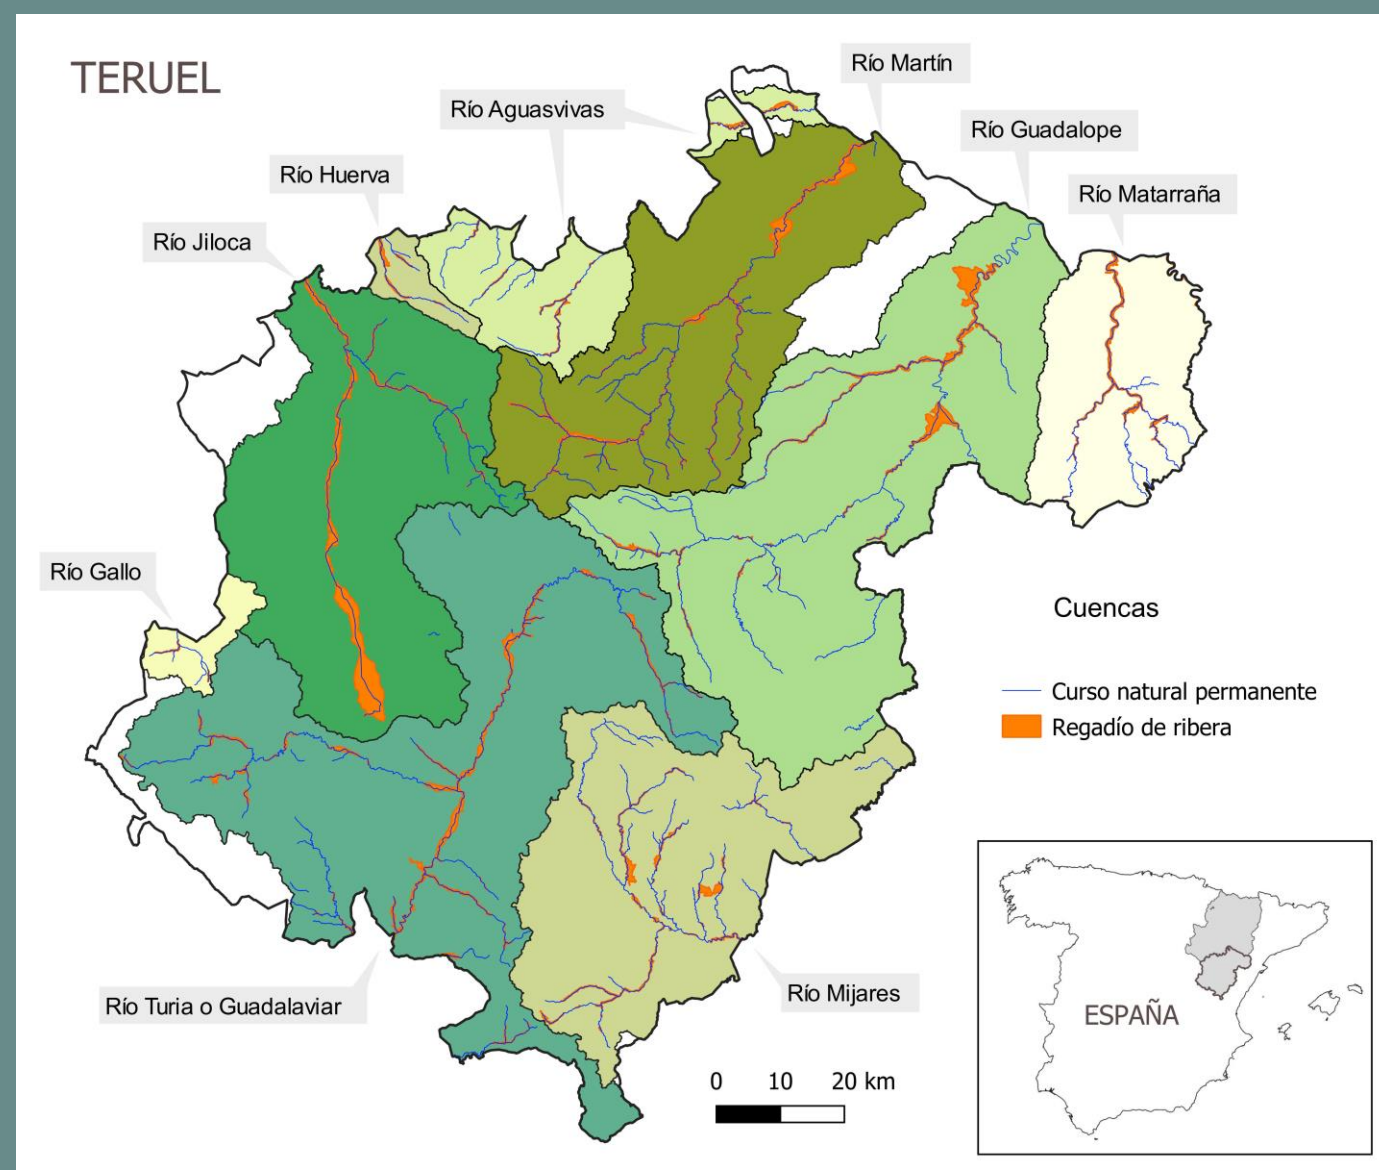 TERUEL
Río Martín
Río Aguasvivas
Río Guadalope
Río Huerva
Río Matarraña
Río Jiloca
Río Gallo
Cuencas
Curso natural permanente
Regadío de ribera
Río Turia o Guadalaviar
Río Mijares
0 10 20 km
ESPAÑA